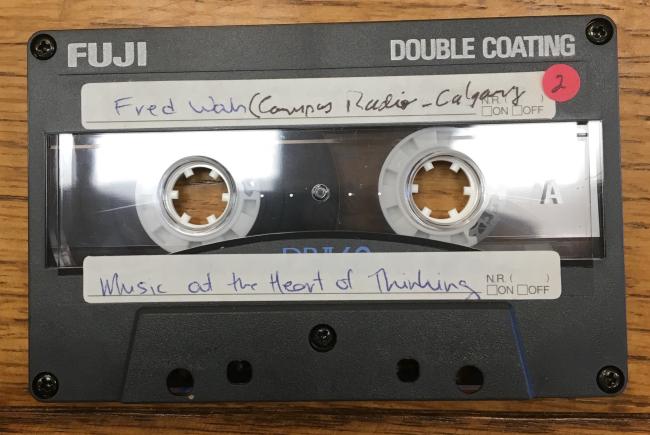 FUJI
DOUBLE COATING
2
Fred Wah (Campus Radio - Calgary
N.R. ( )
ON OFF
A
Music at the Heart of Thinking
N.R. ( )
ON OFF